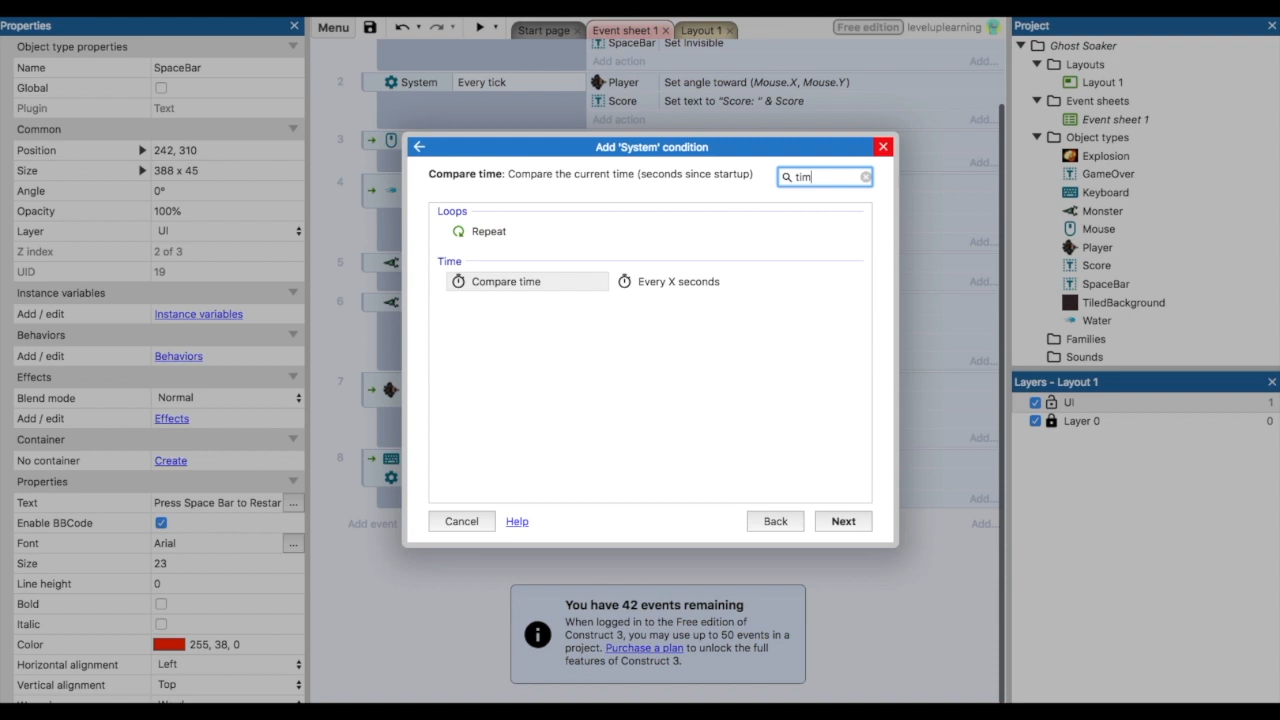 Properties
Menu
Start page
Event sheet 1
Layout 1
Free edition
leveluplearning
Project
Object type properties
Name SpaceBar
Global
Plugin Text
Common
Position 242, 310
Size 388 x 45
Angle 0°
Opacity 100%
Layer UI
Z index 2 of 3
UID 19
Instance variables
Add / edit Instance variables
Behaviors
Add / edit Behaviors
Effects
Blend mode Normal
Add / edit Effects
Container
No container Create
Properties
Text Press Space Bar to Restar ...
Enable BBCode
Font Arial ...
Size 23
Line height 0
Bold
Italic
Color 255, 38, 0
Horizontal alignment Left
Vertical alignment Top
SpaceBar Set Invisible
Add action Add...
2 System Every tick Player Set angle toward (Mouse.X, Mouse.Y)
Score Set text to "Score: " & Score
Add action Add...
3
Add...
4
Add...
5
Add...
6
Add...
7
Add...
8
Add...
Add event Add...
Add 'System' condition
Compare time: Compare the current time (seconds since startup)
tim
Loops
Repeat
Time
Compare time
Every X seconds
Cancel
Help
Back
Next
You have 42 events remaining
When logged in to the Free edition of
Construct 3, you may use up to 50 events in a
project. Purchase a plan to unlock the full
features of Construct 3.
Ghost Soaker
Layouts
Layout 1
Event sheets
Event sheet 1
Object types
Explosion
GameOver
Keyboard
Monster
Mouse
Player
Score
SpaceBar
TiledBackground
Water
Families
Sounds
Layers - Layout 1
UI 1
Layer 0 0